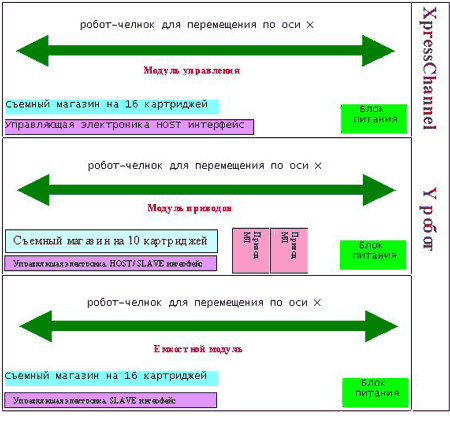 робот-челнок для перемещения по оси X
Модуль управления
Съемный магазин на 16 картриджей
Управляющая электроника HOST интерфейс
Блок
питания
робот-челнок для перемещения по оси X
Модуль приводов
Съемный магазин на 10 картриджей
Управляющая электроника HOST/SLAVE интерфейс
Привод
МЛ
Привод
МЛ
Блок
питания
робот-челнок для перемещения по оси X
Емкостной модуль
Съемный магазин на 16 картриджей
Управляющая электроника SLAVE интерфейс
Блок
питания
XpressChannel
Y робот